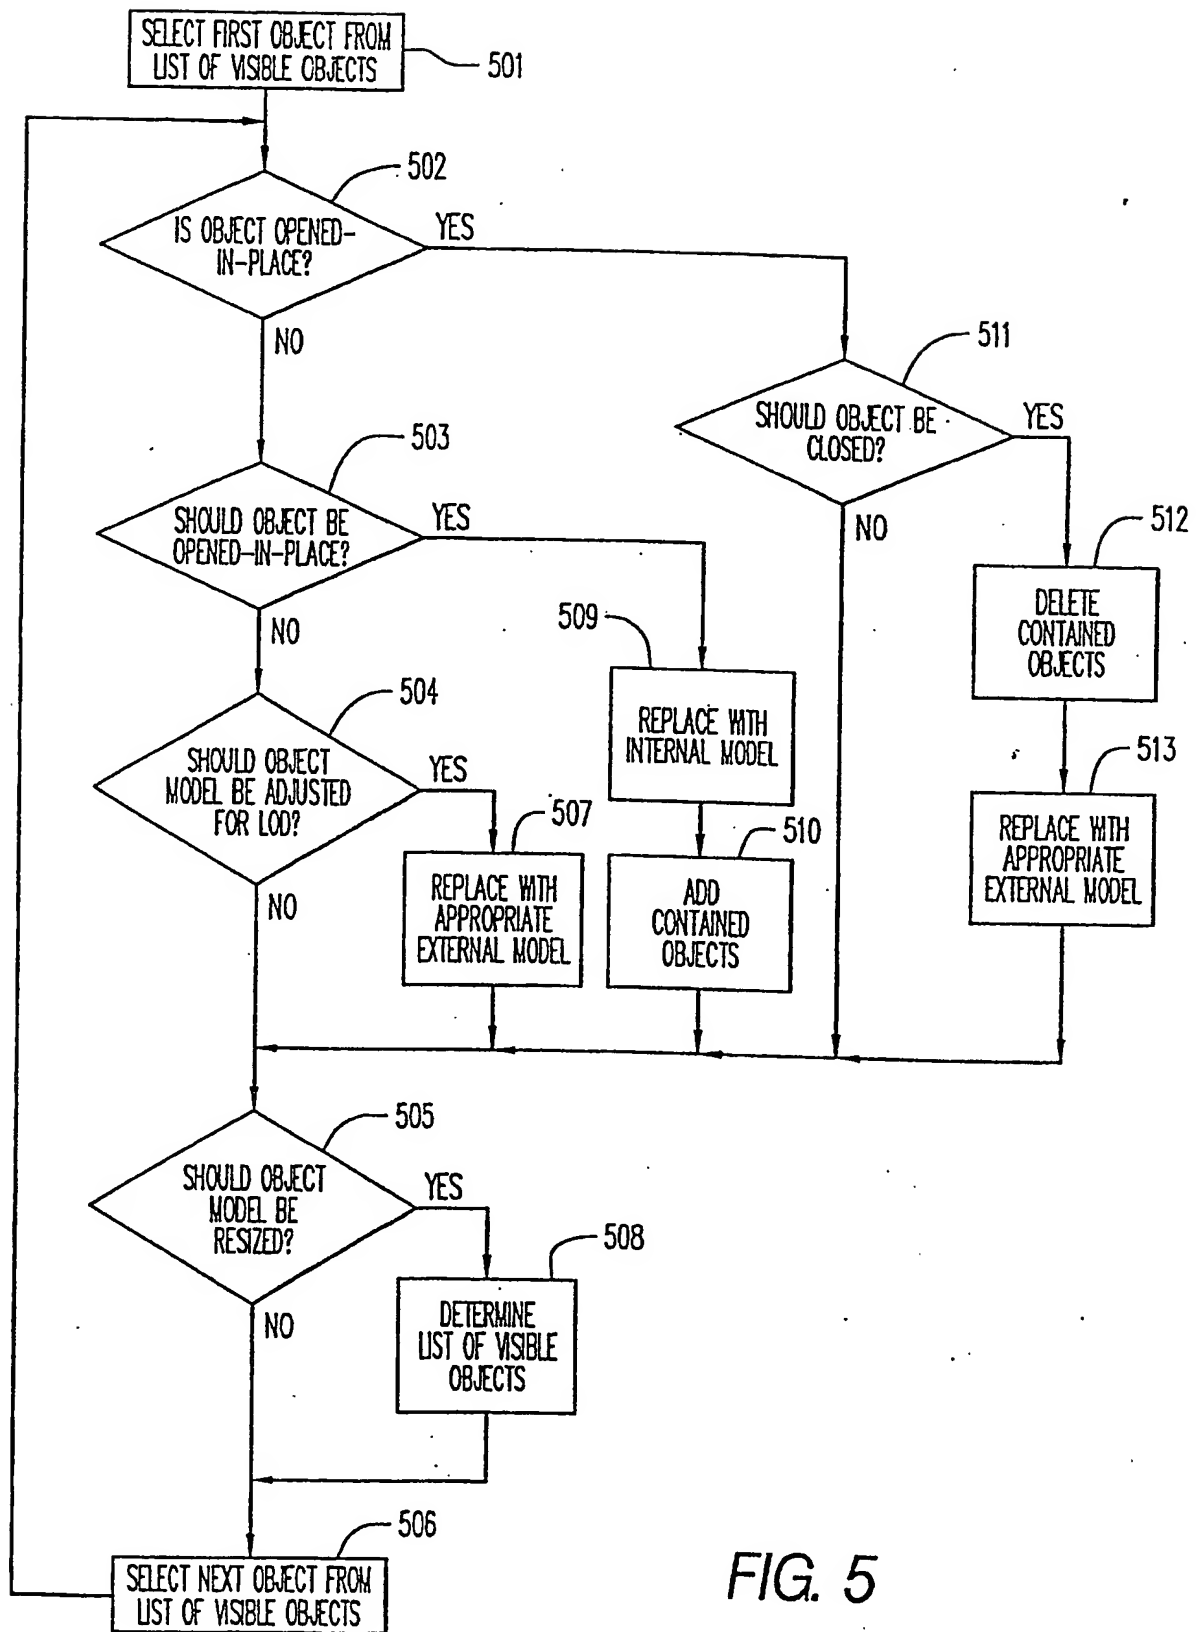 SELECT FIRST OBJECT FROM
LIST OF VISIBLE OBJECTS
501
502
IS OBJECT OPENED-
IN-PLACE?
YES
NO
511
SHOULD OBJECT BE
CLOSED?
YES
NO
503
SHOULD OBJECT BE
OPENED-IN-PLACE?
YES
NO
512
DELETE
CONTAINED
OBJECTS
509
REPLACE WITH
INTERNAL MODEL
504
SHOULD OBJECT
MODEL BE ADJUSTED
FOR LOD?
YES
NO
513
REPLACE WITH
APPROPRIATE
EXTERNAL MODEL
507
REPLACE WITH
APPROPRIATE
EXTERNAL MODEL
510
ADD
CONTAINED
OBJECTS
505
SHOULD OBJECT
MODEL BE
RESIZED?
YES
NO
508
DETERMINE
LIST OF VISIBLE
OBJECTS
506
SELECT NEXT OBJECT FROM
LIST OF VISIBLE OBJECTS
FIG. 5